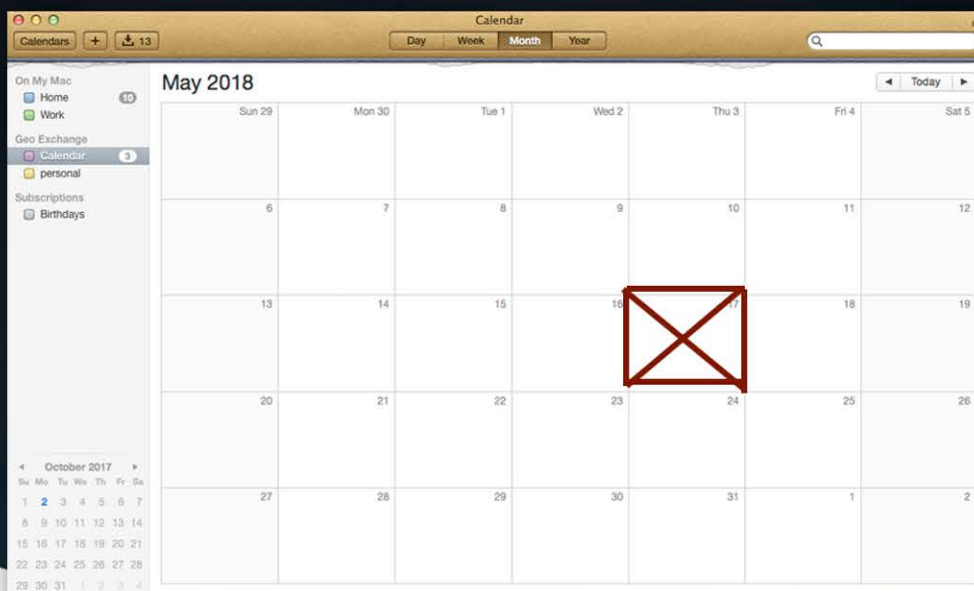 Calendar
Calendars + 13 Day Week Month Year
On My Mac
Home 10
Work
Geo Exchange
Calendar 3
personal
Subscriptions
Birthdays
May 2018 Today
Sun 29 Mon 30 Tue 1 Wed 2 Thu 3 Fri 4 Sat 5
6 7 8 9 10 11 12
13 14 15 16 17 18 19
20 21 22 23 24 25 26
27 28 29 30 31 1 2
October 2017
Su Mo Tu We Th Fr Sa
1 2 3 4 5 6 7
8 9 10 11 12 13 14
15 16 17 18 19 20 21
22 23 24 25 26 27 28
29 30 31 1 2 3 4